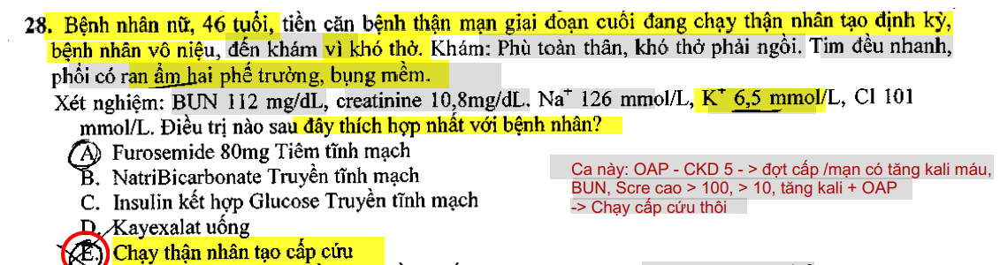 28. Bệnh nhân nữ, 46 tuổi, tiền căn bệnh thận mạn giai đoạn cuối đang chạy thận nhân tạo định kỳ,
bệnh nhân vô niệu, đến khám vì khó thở. Khám: Phù toàn thân, khó thở phải ngồi. Tim đều nhanh,
phổi có ran ẩm hai phế trường, bụng mềm.
Xét nghiệm: BUN 112 mg/dL, creatinine 10,8mg/dL. Na⁺ 126 mmol/L, K⁺ 6,5 mmol/L, Cl 101
mmol/L. Điều trị nào sau đây thích hợp nhất với bệnh nhân?
A Furosemide 80mg Tiêm tĩnh mạch
B. NatriBicarbonate Truyền tĩnh mạch
C. Insulin kết hợp Glucose Truyền tĩnh mạch
D. Kayexalat uống
E. Chạy thận nhân tạo cấp cứu
Ca này: OAP - CKD 5 - > đợt cấp /mạn có tăng kali máu,
BUN, Scre cao > 100, > 10, tăng kali + OAP
-> Chạy cấp cứu thôi